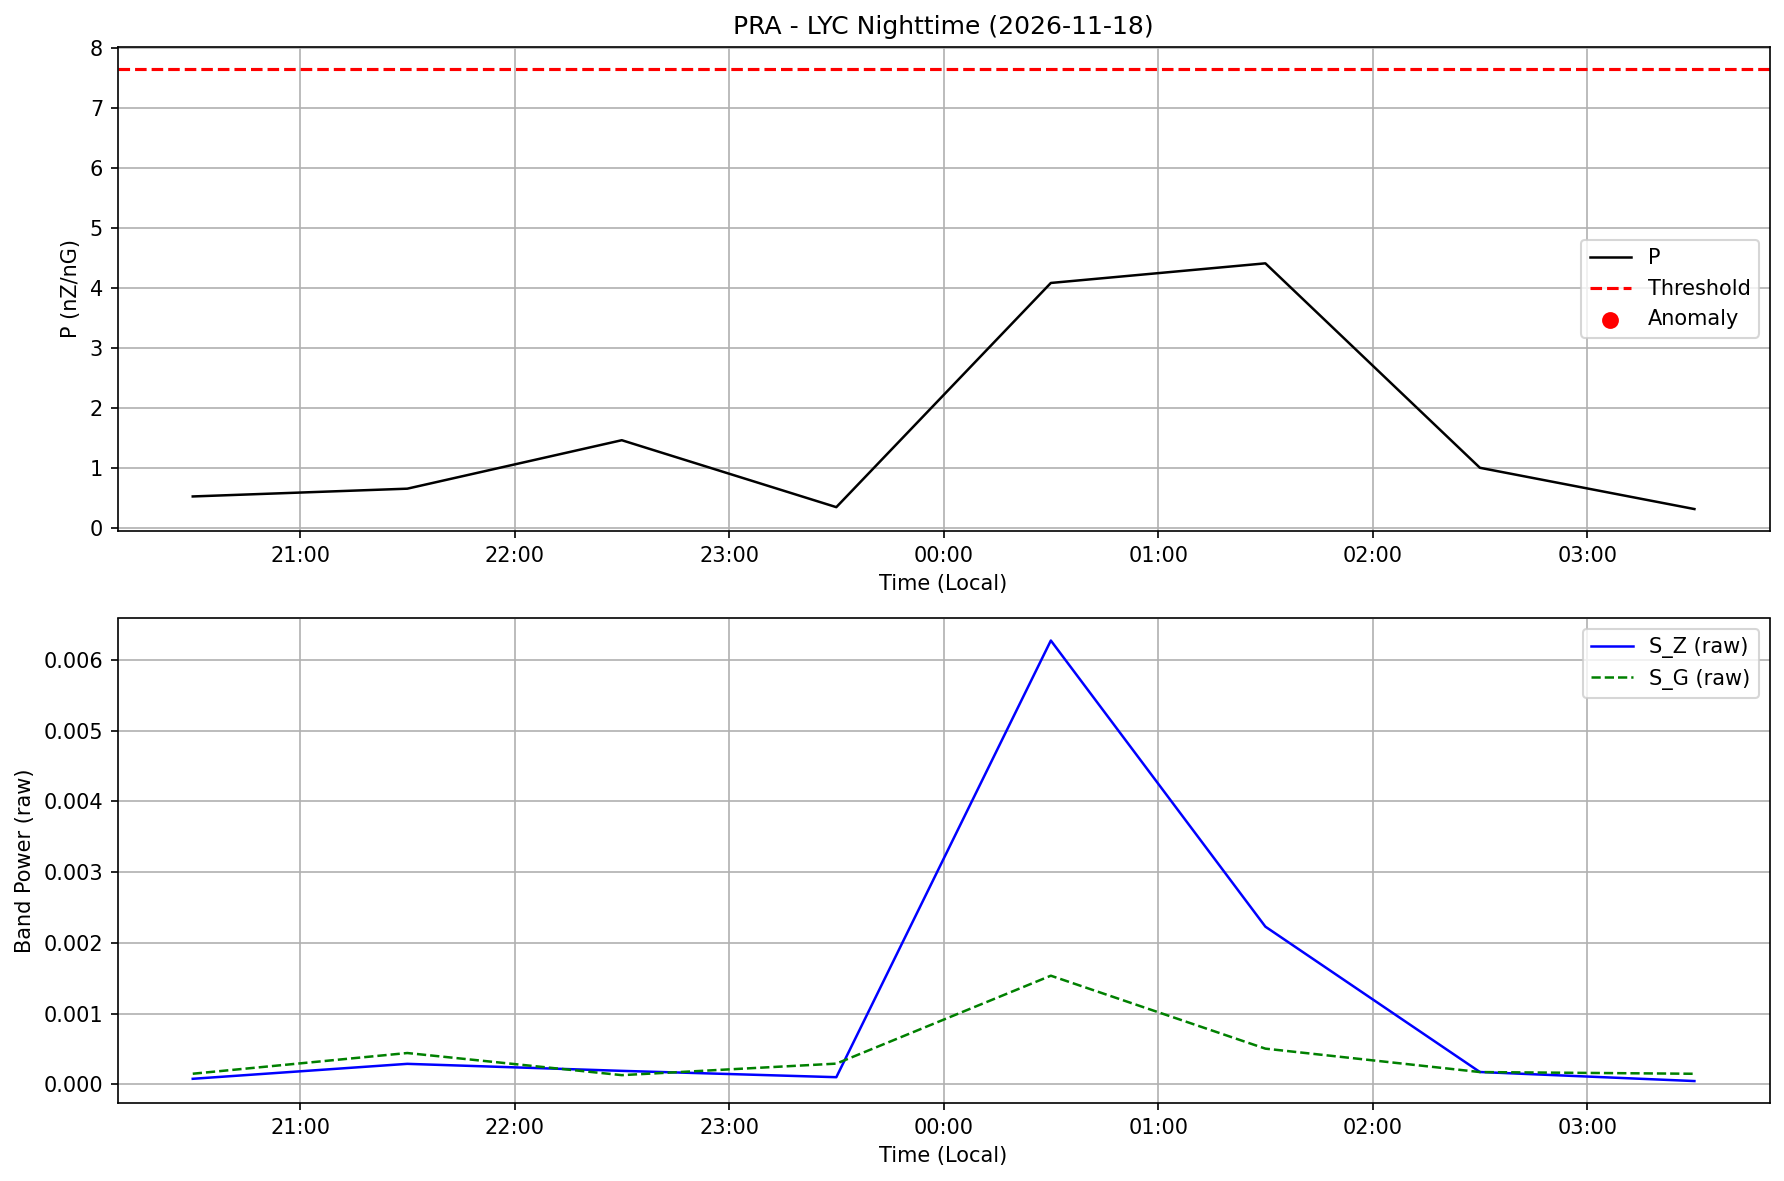 PRA - LYC Nighttime (2026-11-18)
8
7
6
5
4
3
2
1
0
P (nZ/nG)
P
Threshold
Anomaly
21:00 22:00 23:00 00:00 01:00 02:00 03:00
Time (Local)
0.006
0.005
0.004
0.003
0.002
0.001
0.000
Band Power (raw)
S_Z (raw)
S_G (raw)
21:00 22:00 23:00 00:00 01:00 02:00 03:00
Time (Local)